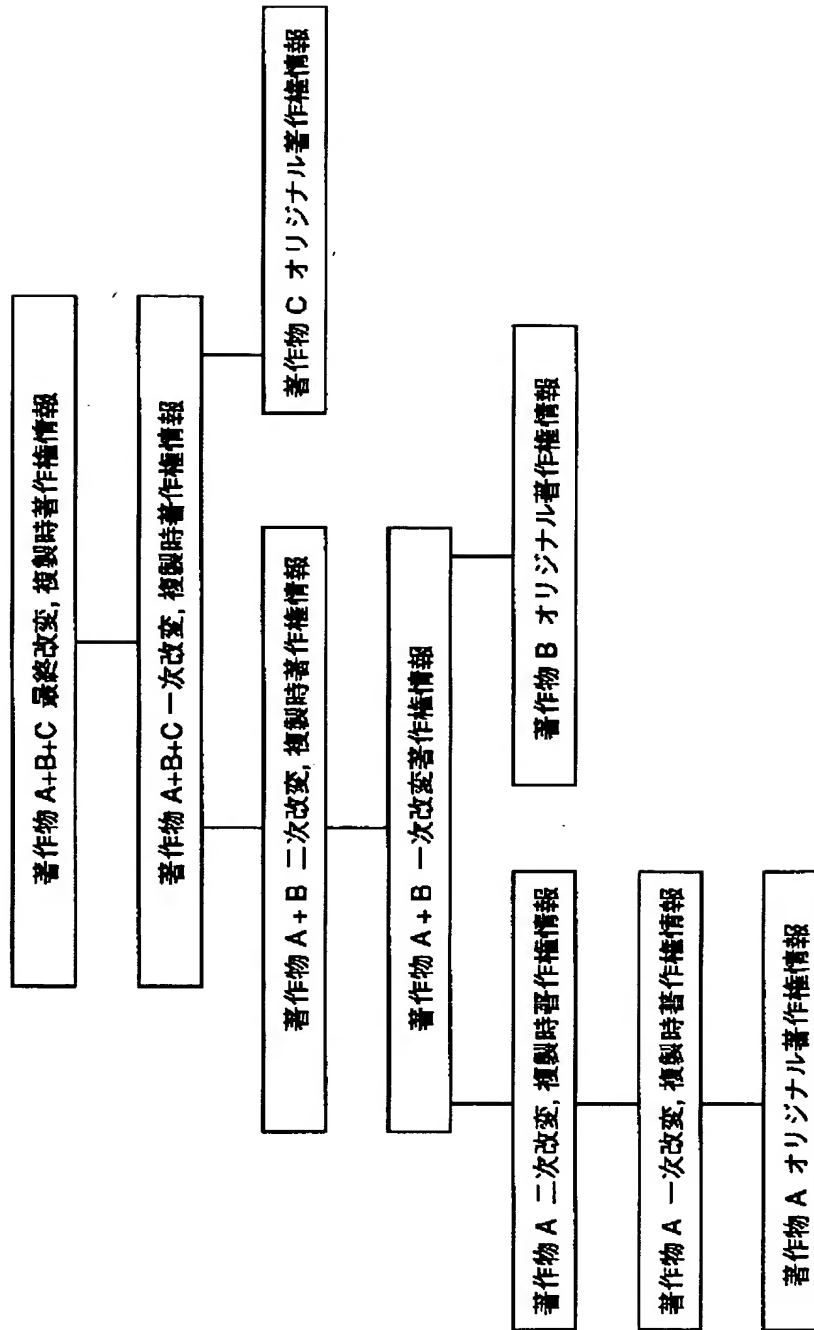 著作物 A+B+C 最終改変, 複製時著作権情報
著作物 A+B+C 一次改変, 複製時著作権情報
著作物 A+B 二次改変, 複製時著作権情報
著作物 C オリジナル著作権情報
著作物 A+B 一次改変著作権情報
著作物 A 二次改変, 複製時著作権情報
著作物 B オリジナル著作権情報
著作物 A 一次改変, 複製時著作権情報
著作物 A オリジナル著作権情報